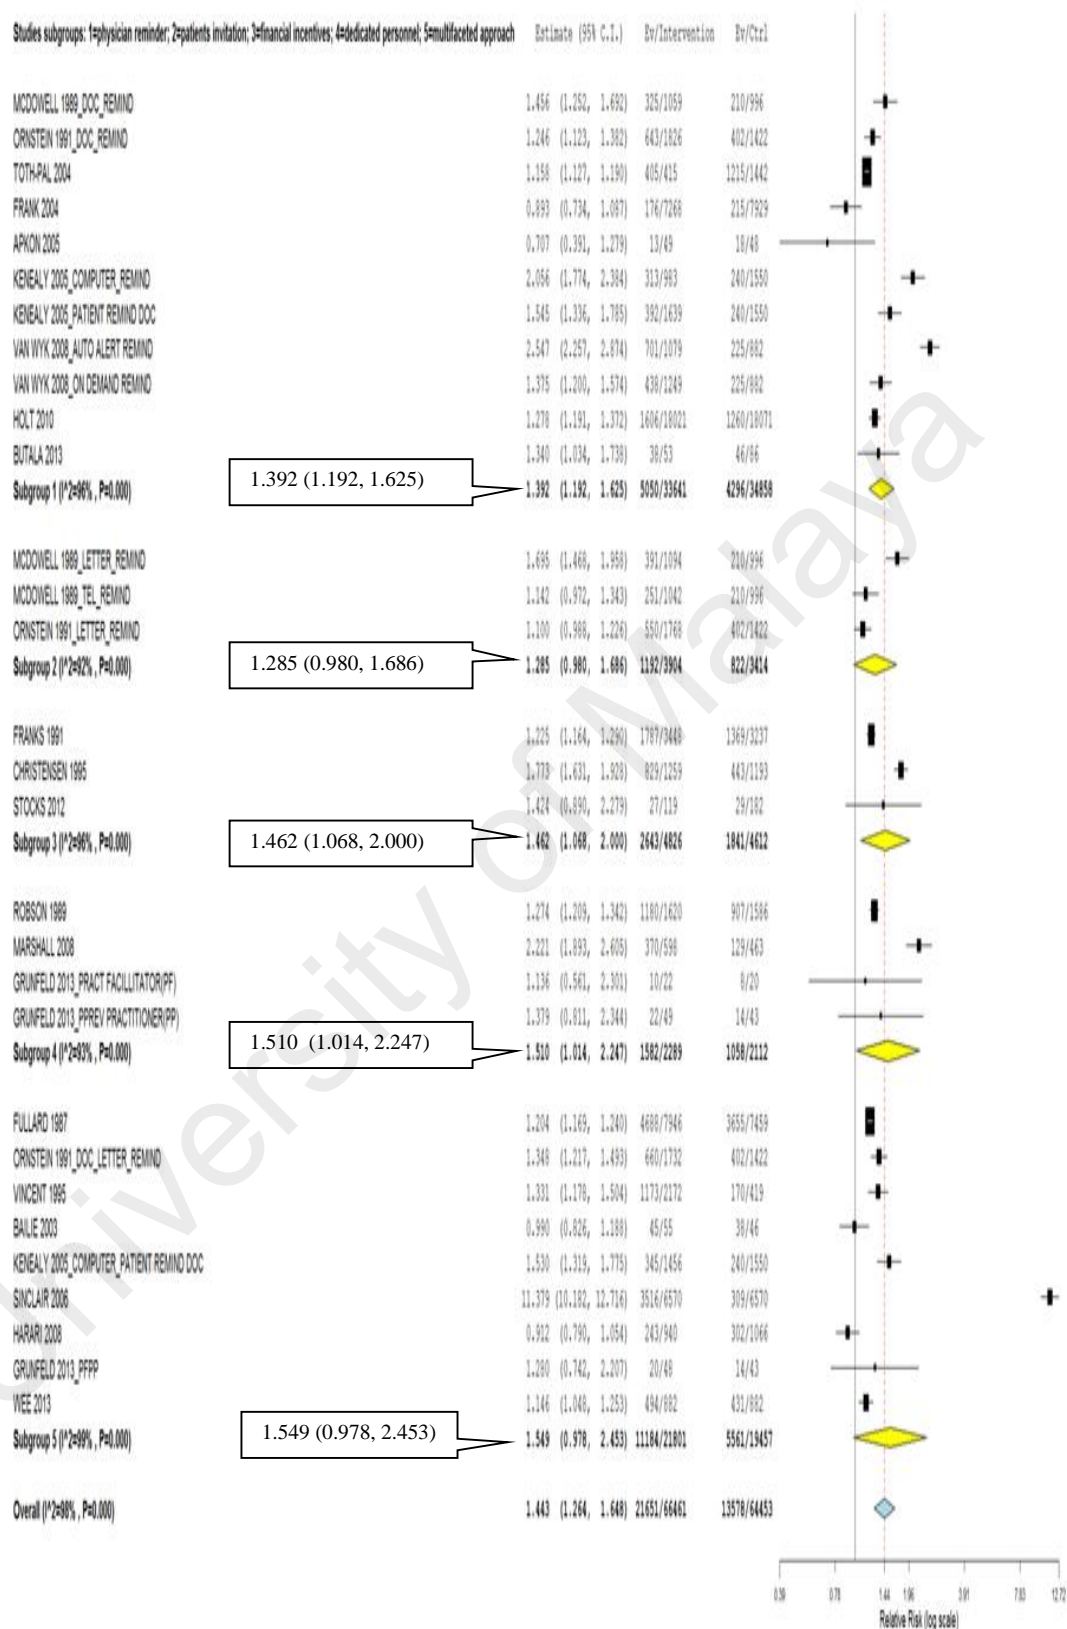 Studies subgroups: 1=physician reminder; 2=patients invitation; 3=financial incentives; 4=dedicated personnel; 5=multifaceted approach Estimate (95% C.I.) Ev/Intervention Ev/Ctrl
MCDOWELL 1989_DOC_REMIND 1.456 (1.252, 1.692) 325/1059 210/996
ORNSTEIN 1991_DOC_REMIND 1.246 (1.123, 1.382) 643/1826 402/1422
TOTH-PAL 2004 1.158 (1.127, 1.190) 405/415 1215/1442
FRANK 2004 0.893 (0.734, 1.087) 176/7268 215/7929
APKON 2005 0.707 (0.391, 1.279) 13/49 18/48
KENEALY 2005_COMPUTER_REMIND 2.056 (1.774, 2.384) 313/983 240/1550
KENEALY 2005_PATIENT REMIND DOC 1.545 (1.336, 1.785) 392/1639 240/1550
VAN WYK 2008_AUTO ALERT REMIND 2.547 (2.257, 2.874) 701/1079 225/882
VAN WYK 2008_ON DEMAND REMIND 1.375 (1.200, 1.574) 438/1249 225/882
HOLT 2010 1.278 (1.191, 1.372) 1606/18021 1260/18071
BUTALA 2013 1.340 (1.034, 1.738) 38/53 46/86
Subgroup 1 (I^2=96% , P=0.000) 1.392 (1.192, 1.625) 1.392 (1.192, 1.625) 5050/33641 4296/34858
MCDOWELL 1989_LETTER_REMIND 1.695 (1.468, 1.958) 391/1094 210/996
MCDOWELL 1989_TEL_REMIND 1.142 (0.972, 1.343) 251/1042 210/996
ORNSTEIN 1991_LETTER_REMIND 1.100 (0.988, 1.226) 550/1768 402/1422
Subgroup 2 (I^2=92% , P=0.000) 1.285 (0.980, 1.686) 1.285 (0.980, 1.686) 1192/3904 822/3414
FRANKS 1991 1.225 (1.164, 1.290) 1787/3448 1369/3237
CHRISTENSEN 1995 1.773 (1.631, 1.928) 829/1259 443/1193
STOCKS 2012 1.424 (0.890, 2.279) 27/119 29/182
Subgroup 3 (I^2=96% , P=0.000) 1.462 (1.068, 2.000) 1.462 (1.068, 2.000) 2643/4826 1841/4612
ROBSON 1989 1.274 (1.209, 1.342) 1180/1620 907/1586
MARSHALL 2008 2.221 (1.893, 2.605) 370/598 129/463
GRUNFELD 2013_PRACT FACILLITATOR(PF) 1.136 (0.561, 2.301) 10/22 8/20
GRUNFELD 2013_PPREV PRACTITIONER(PP) 1.379 (0.811, 2.344) 22/49 14/43
Subgroup 4 (I^2=93% , P=0.000) 1.510 (1.014, 2.247) 1.510 (1.014, 2.247) 1582/2289 1058/2112
FULLARD 1987 1.204 (1.169, 1.240) 4688/7946 3655/7459
ORNSTEIN 1991_DOC_LETTER_REMIND 1.348 (1.217, 1.493) 660/1732 402/1422
VINCENT 1995 1.331 (1.178, 1.504) 1173/2172 170/419
BAILIE 2003 0.990 (0.826, 1.188) 45/55 38/46
KENEALY 2005_COMPUTER_PATIENT REMIND DOC 1.530 (1.319, 1.775) 345/1456 240/1550
SINCLAIR 2006 11.379 (10.182, 12.716) 3516/6570 309/6570
HARARI 2008 0.912 (0.790, 1.054) 243/940 302/1066
GRUNFELD 2013_PFPP 1.280 (0.742, 2.207) 20/48 14/43
WEE 2013 1.146 (1.048, 1.253) 494/882 431/882
Subgroup 5 (I^2=99% , P=0.000) 1.549 (0.978, 2.453) 1.549 (0.978, 2.453) 11184/21801 5561/19457
Overall (I^2=98% , P=0.000) 1.443 (1.264, 1.648) 21651/66461 13578/64453
0.39 0.78 1.44 1.96 3.91 7.83 12.72
Relative Risk (log scale)
University of Malaya